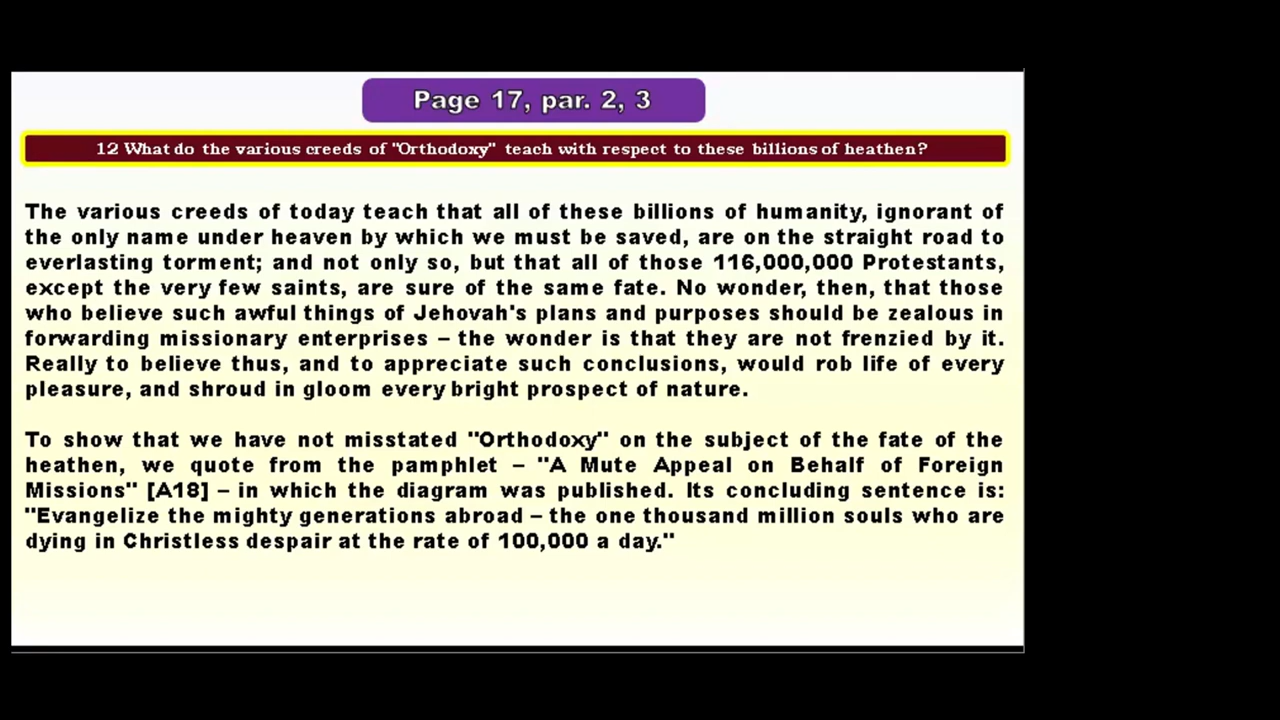 Page 17, par. 2, 3
12 What do the various creeds of "Orthodoxy" teach with respect to these billions of heathen?
The various creeds of today teach that all of these billions of humanity, ignorant of
the only name under heaven by which we must be saved, are on the straight road to
everlasting torment; and not only so, but that all of those 116,000,000 Protestants,
except the very few saints, are sure of the same fate. No wonder, then, that those
who believe such awful things of Jehovah's plans and purposes should be zealous in
forwarding missionary enterprises – the wonder is that they are not frenzied by it.
Really to believe thus, and to appreciate such conclusions, would rob life of every
pleasure, and shroud in gloom every bright prospect of nature.
To show that we have not misstated "Orthodoxy" on the subject of the fate of the
heathen, we quote from the pamphlet – "A Mute Appeal on Behalf of Foreign
Missions" [A18] – in which the diagram was published. Its concluding sentence is:
"Evangelize the mighty generations abroad – the one thousand million souls who are
dying in Christless despair at the rate of 100,000 a day."